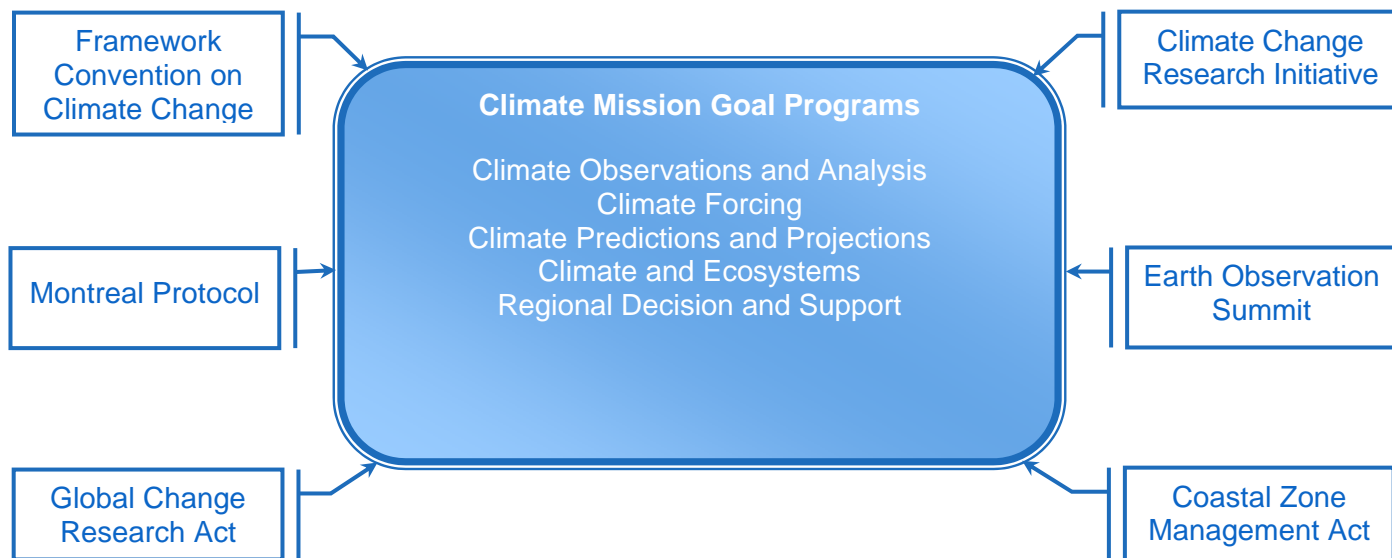 Framework
Convention on
Climate Change
Climate Change
Research Initiative
Climate Mission Goal Programs
Climate Observations and Analysis
Climate Forcing
Climate Predictions and Projections
Climate and Ecosystems
Regional Decision and Support
Montreal Protocol
Earth Observation
Summit
Global Change
Research Act
Coastal Zone
Management Act